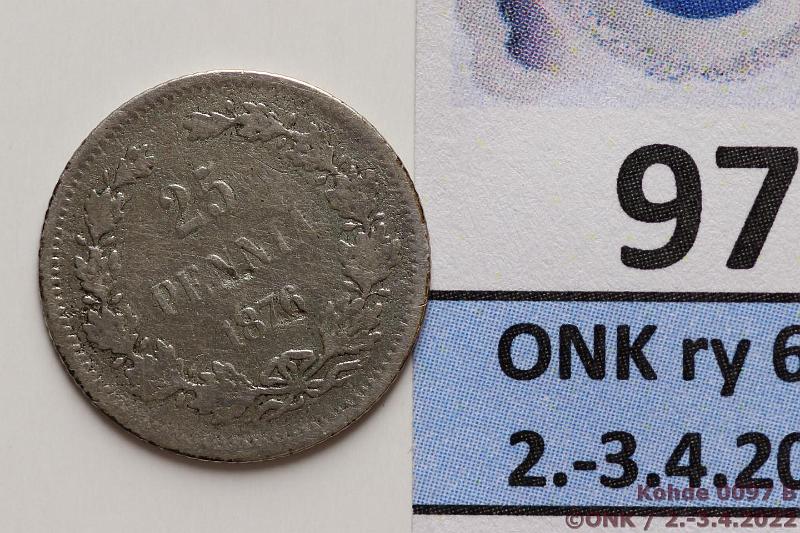 25
PENNIÄ
1876
97
ONK ry 6
2.-3.4.20
Kohde 0097 B
©ONK / 2.-3.4.2022